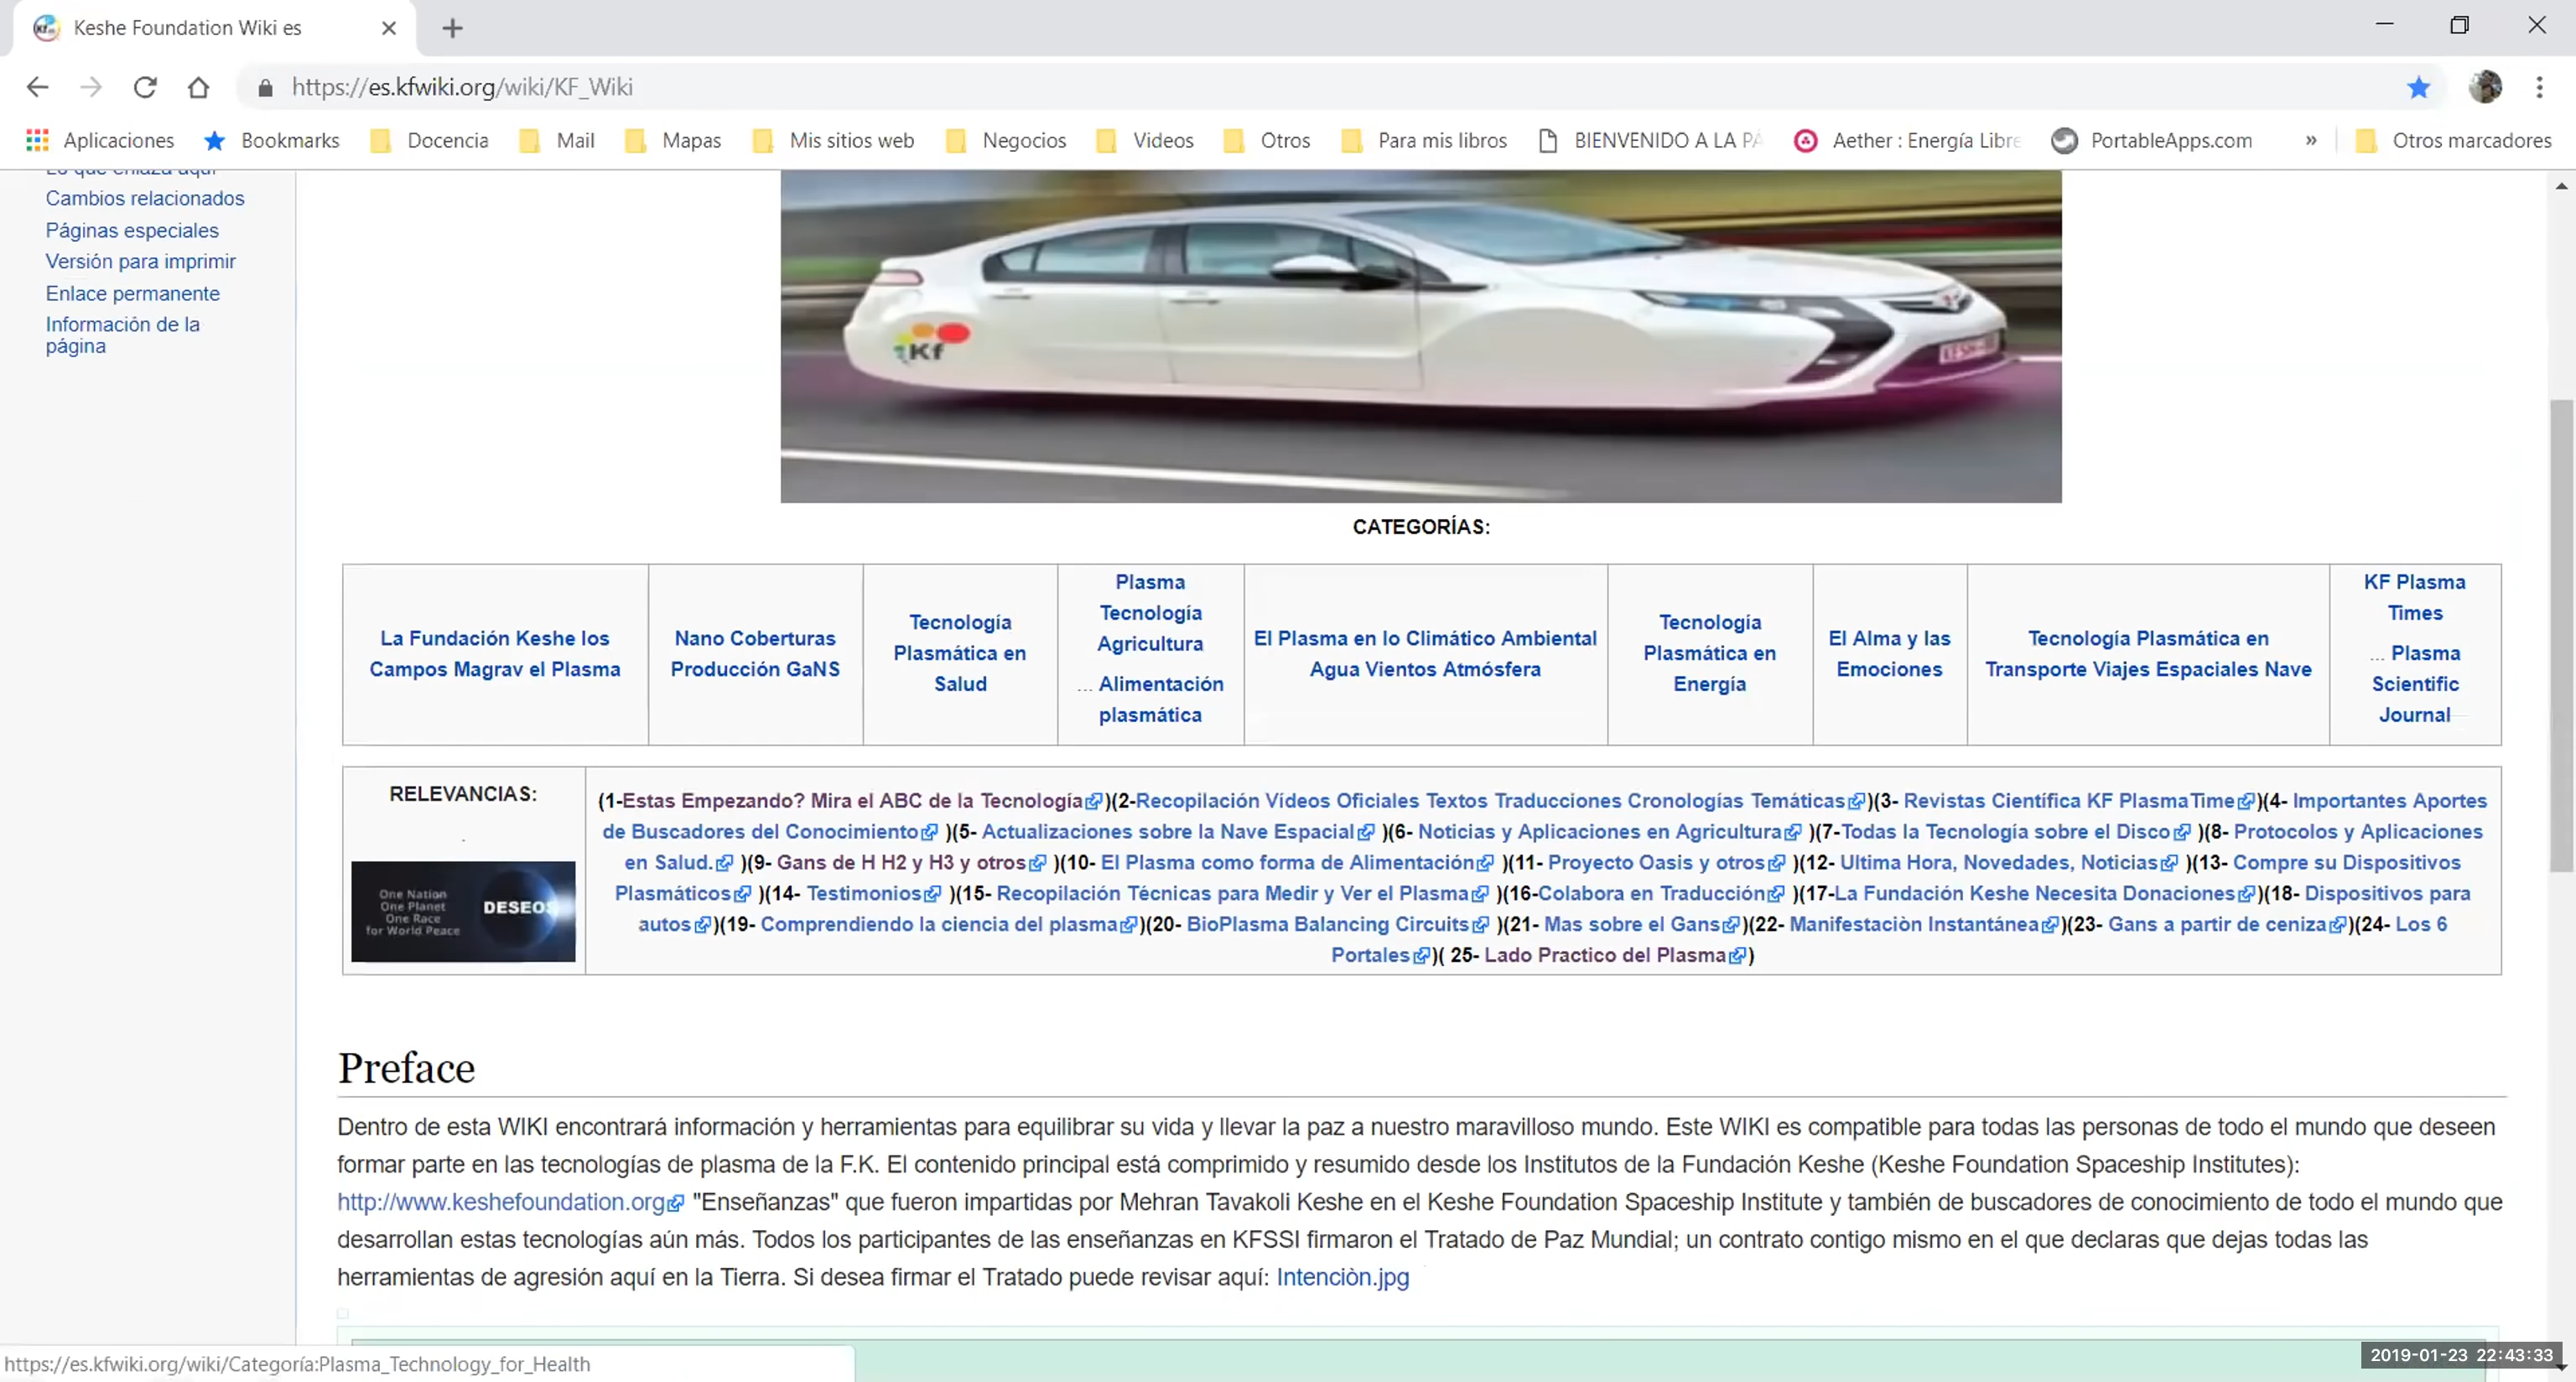 Keshe Foundation Wiki es
https://es.kfwiki.org/wiki/KF_Wiki
Aplicaciones
Bookmarks
Docencia
Mail
Mapas
Mis sitios web
Negocios
Videos
Otros
Para mis libros
BIENVENIDO A LA
Aether : Energía Libre
PortableApps.com
»
Otros marcadores
Lo que enlaza aquí
Cambios relacionados
Páginas especiales
Versión para imprimir
Enlace permanente
Información de la
página
Kf
CATEGORÍAS:
La Fundación Keshe los
Campos Magrav el Plasma
Nano Coberturas
Producción GaNS
Tecnología
Plasmática en
Salud
Plasma
Tecnología
Agricultura
... Alimentación
plasmática
El Plasma en lo Climático Ambiental
Agua Vientos Atmósfera
Tecnología
Plasmática en
Energía
El Alma y las
Emociones
Tecnología Plasmática en
Transporte Viajes Espaciales Nave
KF Plasma
Times
... Plasma
Scientific
Journal
RELEVANCIAS:
.
One Nation
One Planet
One Race
for World Peace
DESEOS
(1-Estas Empezando? Mira el ABC de la Tecnología)(2-Recopilación Vídeos Oficiales Textos Traducciones Cronologías Temáticas)(3- Revistas Científica KF PlasmaTime)(4- Importantes Aportes
de Buscadores del Conocimiento )(5- Actualizaciones sobre la Nave Espacial )(6- Noticias y Aplicaciones en Agricultura )(7-Todas la Tecnología sobre el Disco )(8- Protocolos y Aplicaciones
en Salud. )(9- Gans de H H2 y H3 y otros )(10- El Plasma como forma de Alimentación )(11- Proyecto Oasis y otros )(12- Ultima Hora, Novedades, Noticias )(13- Compre su Dispositivos
Plasmáticos )(14- Testimonios )(15- Recopilación Técnicas para Medir y Ver el Plasma )(16-Colabora en Traducción )(17-La Fundación Keshe Necesita Donaciones)(18- Dispositivos para
autos)(19- Comprendiendo la ciencia del plasma)(20- BioPlasma Balancing Circuits )(21- Mas sobre el Gans)(22- Manifestaciòn Instantánea)(23- Gans a partir de ceniza)(24- Los 6
Portales)( 25- Lado Practico del Plasma)
Preface
Dentro de esta WIKI encontrará información y herramientas para equilibrar su vida y llevar la paz a nuestro maravilloso mundo. Este WIKI es compatible para todas las personas de todo el mundo que deseen
formar parte en las tecnologías de plasma de la F.K. El contenido principal está comprimido y resumido desde los Institutos de la Fundación Keshe (Keshe Foundation Spaceship Institutes):
http://www.keshefoundation.org "Enseñanzas" que fueron impartidas por Mehran Tavakoli Keshe en el Keshe Foundation Spaceship Institute y también de buscadores de conocimiento de todo el mundo que
desarrollan estas tecnologías aún más. Todos los participantes de las enseñanzas en KFSSI firmaron el Tratado de Paz Mundial; un contrato contigo mismo en el que declaras que dejas todas las
herramientas de agresión aquí en la Tierra. Si desea firmar el Tratado puede revisar aquí: Intenciòn.jpg
https://es.kfwiki.org/wiki/Categoría:Plasma_Technology_for_Health
2019-01-23 22:43:33